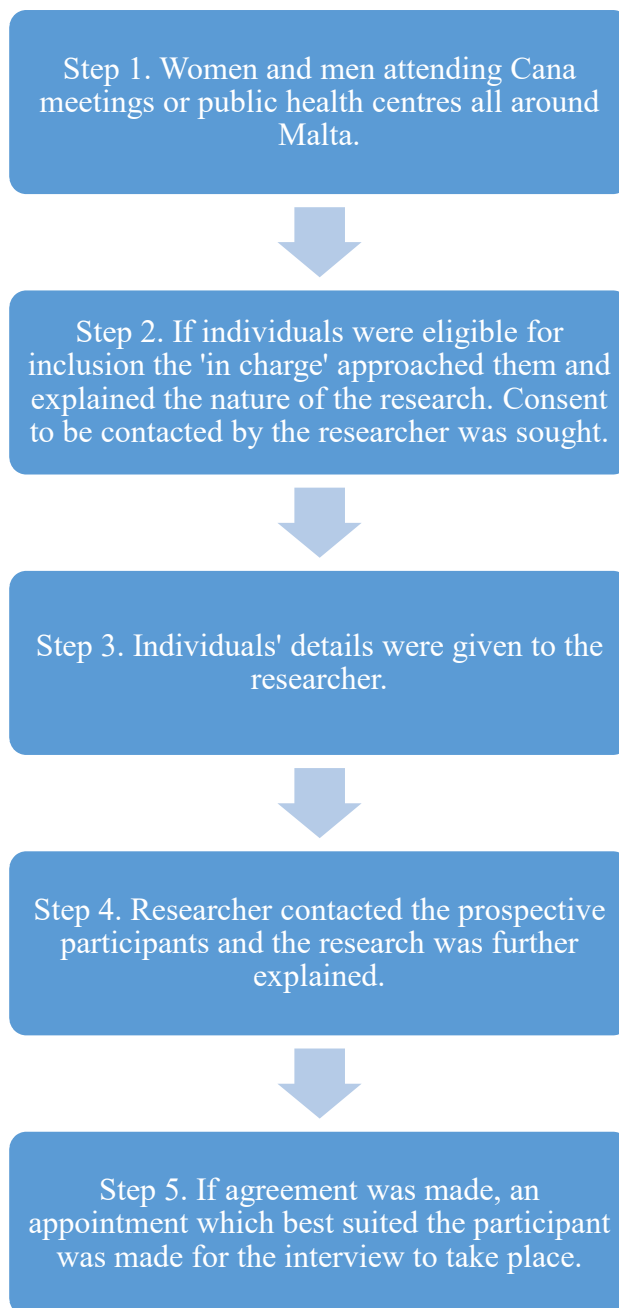 Step 1. Women and men attending Cana
meetings or public health centres all around
Malta.
Step 2. If individuals were eligible for
inclusion the 'in charge' approached them and
explained the nature of the research. Consent
to be contacted by the researcher was sought.
Step 3. Individuals' details were given to the
researcher.
Step 4. Researcher contacted the prospective
participants and the research was further
explained.
Step 5. If agreement was made, an
appointment which best suited the participant
was made for the interview to take place.